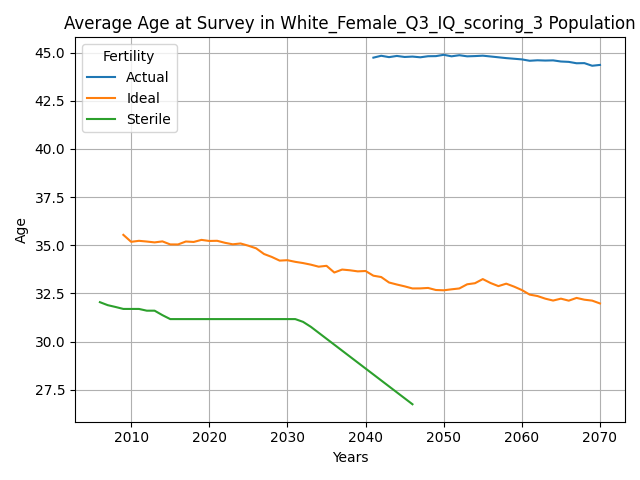 Average Age at Survey in White_Female_Q3_IQ_scoring_3 Population
Fertility
Actual
Ideal
Sterile
45.0
42.5
40.0
37.5
35.0
32.5
30.0
27.5
Age
2010 2020 2030 2040 2050 2060 2070
Years